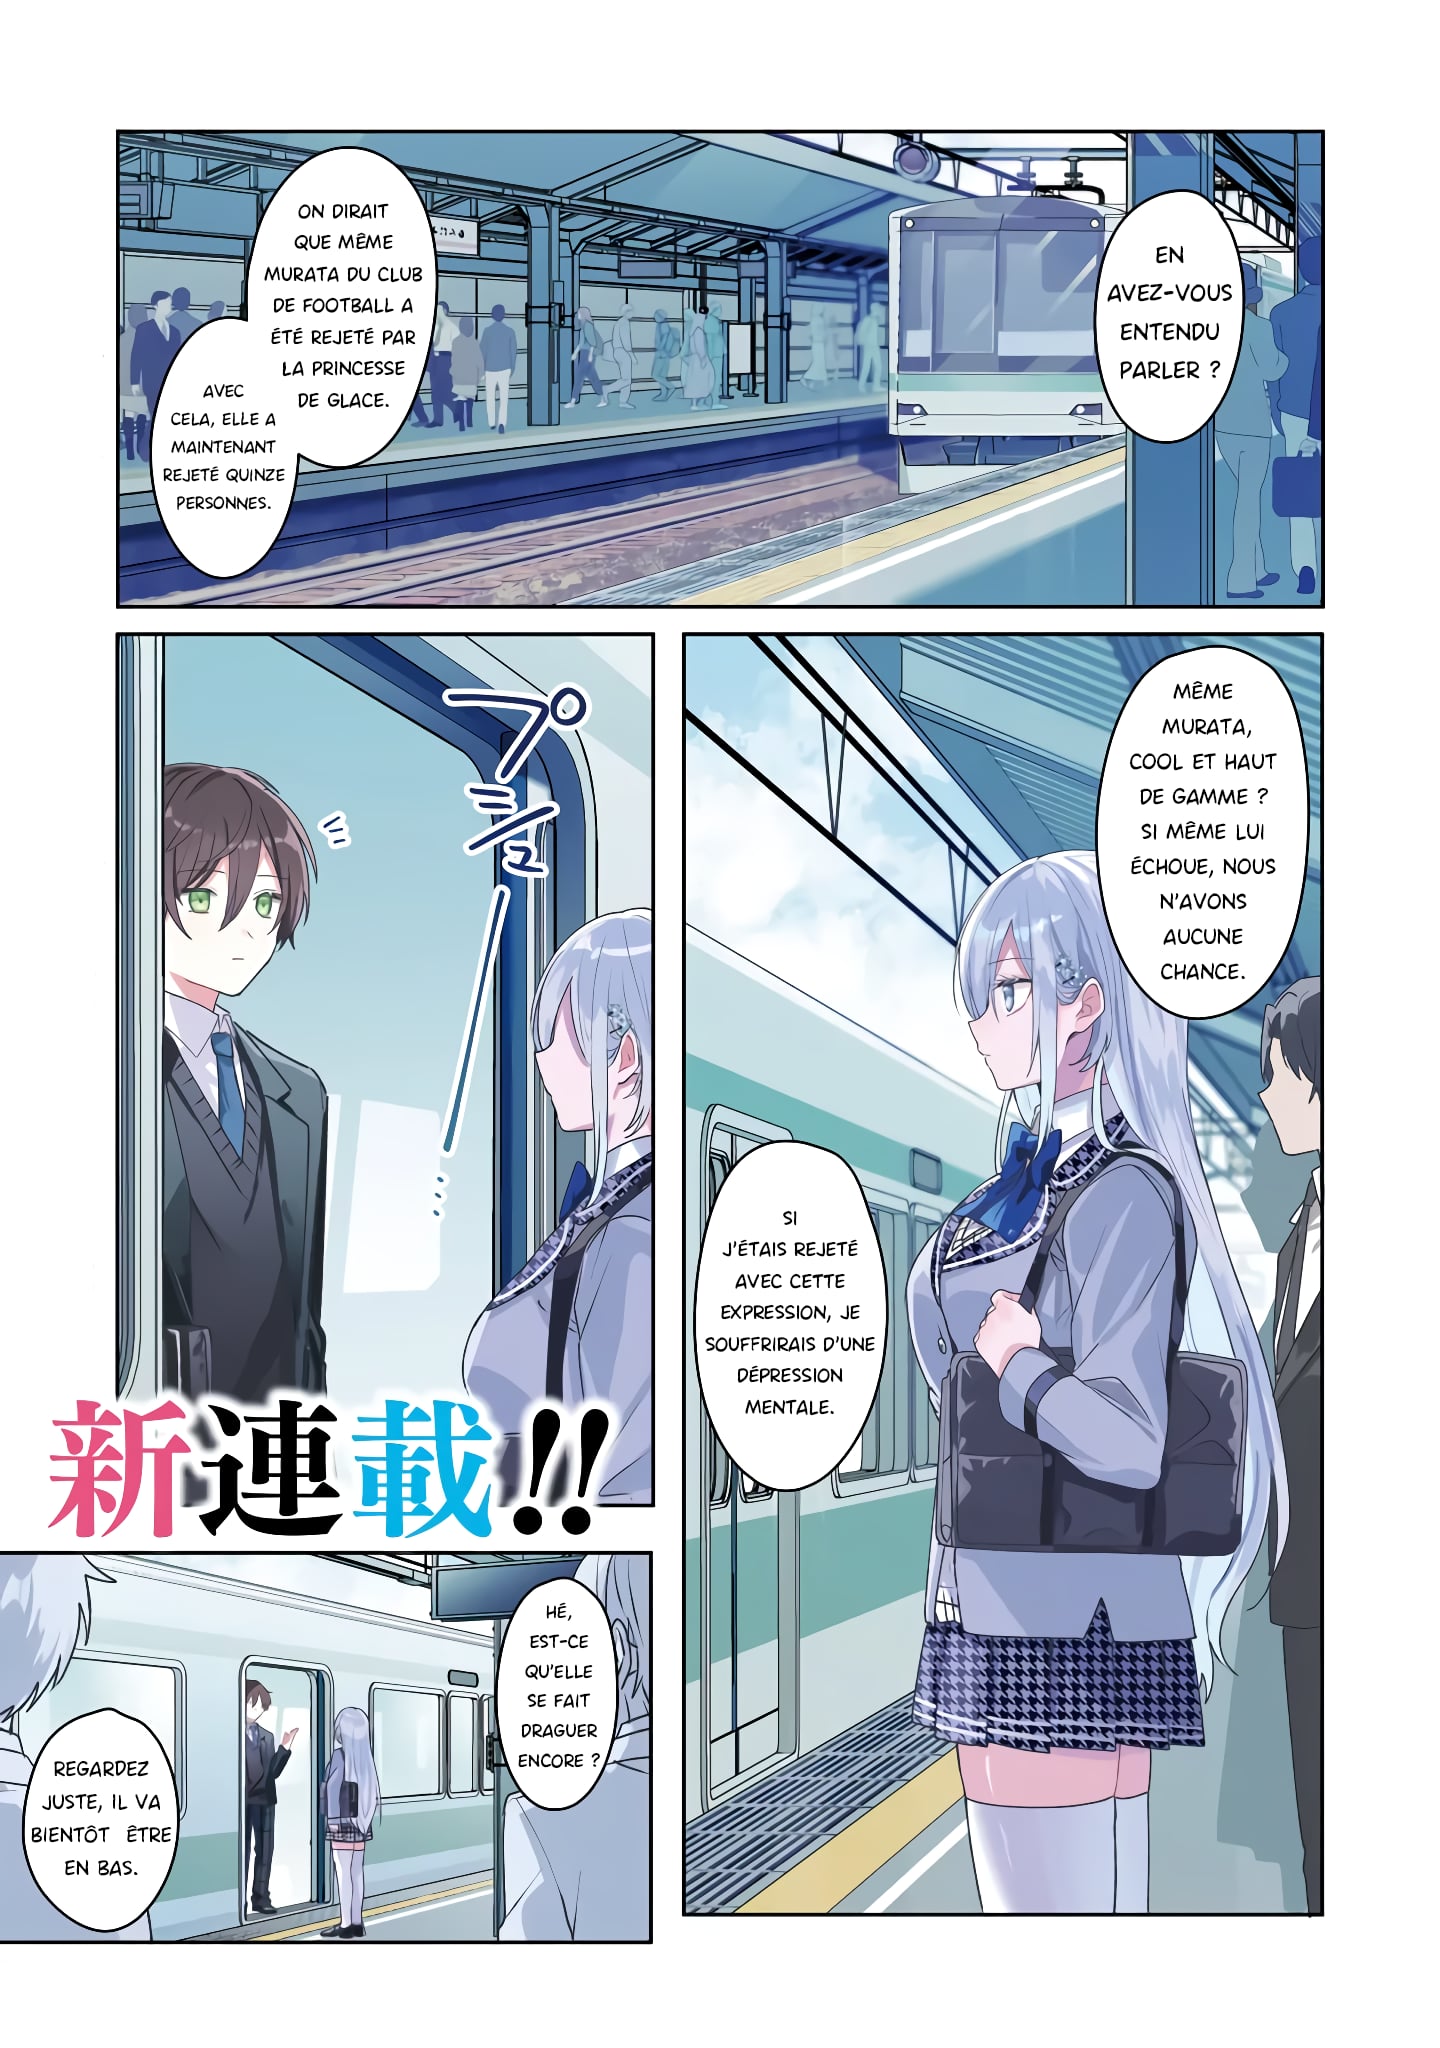 EN
AVEZ-VOUS
ENTENDU
PARLER ?
ON DIRAIT
QUE MÊME
MURATA DU CLUB
DE FOOTBALL A
ÉTÉ REJETÉ PAR
LA PRINCESSE
DE GLACE.
AVEC
CELA, ELLE A
MAINTENANT
REJETÉ QUINZE
PERSONNES.
MÊME
MURATA,
COOL ET HAUT
DE GAMME ?
SI MÊME LUI
ÉCHOUE, NOUS
N'AVONS
AUCUNE
CHANCE.
SI
J'ÉTAIS REJETÉ
AVEC CETTE
EXPRESSION, JE
SOUFFRIRAIS D'UNE
DÉPRESSION
MENTALE.
プシュー…
新連載!!
HÉ,
EST-CE
QU'ELLE
SE FAIT
DRAGUER
ENCORE ?
REGARDEZ
JUSTE, IL VA
BIENTÔT ÊTRE
EN BAS.